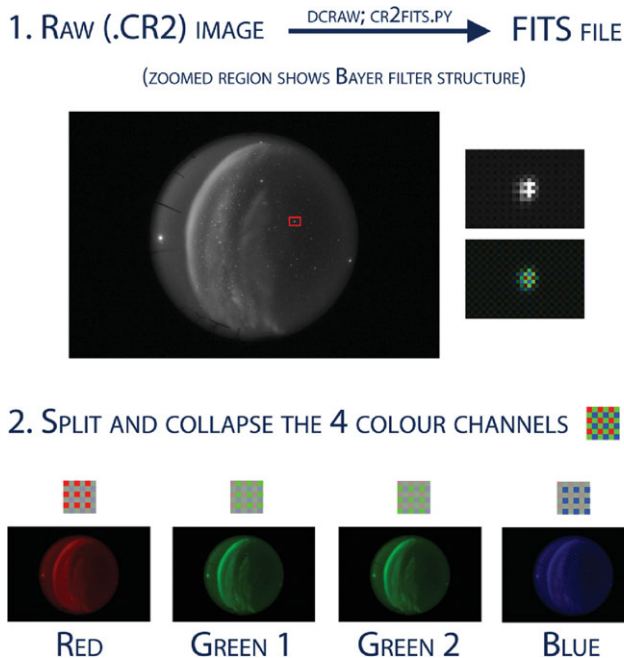 1. Raw (.CR2) image
dcraw; cr2fits.py
FITS file
(zoomed region shows Bayer filter structure)
2. Split and collapse the 4 colour channels
Red
Green 1
Green 2
Blue